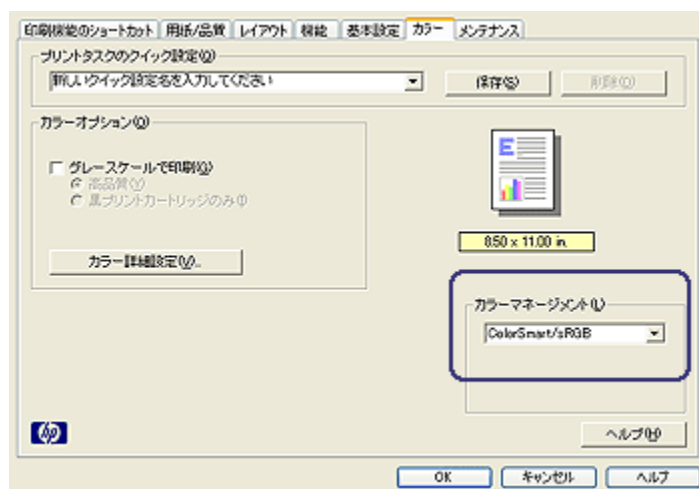 印刷機能のショートカット 用紙/品質 レイアウト 機能 基本設定 カラー メンテナンス
プリントタスクのクイック設定(Q)
新しいクイック設定名を入力してください
保存(S)
削除(D)
カラーオプション(O)
グレースケールで印刷(G)
高品質(Y)
黒プリントカートリッジのみ(I)
カラー詳細設定(V)...
E
8.50 × 11.00 in.
カラーマネージメント(L)
ColorSmart/sRGB
hp
ヘルプ(H)
OK キャンセル ヘルプ